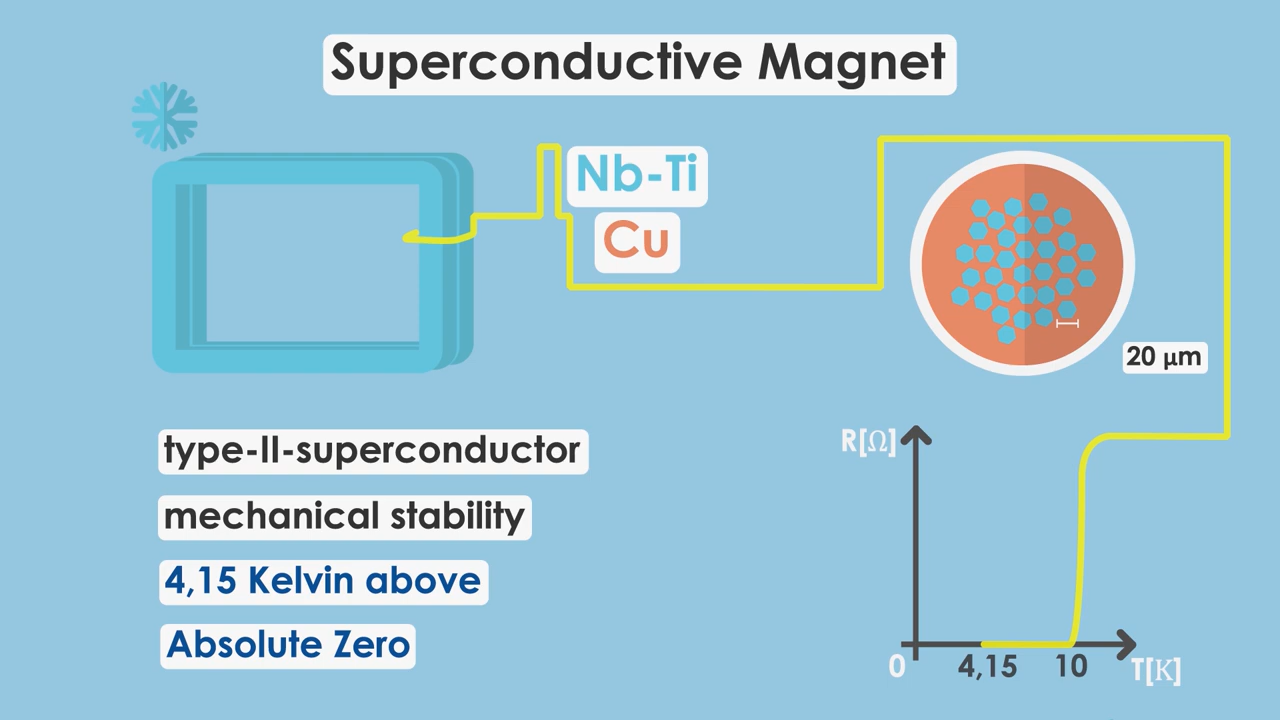 Superconductive Magnet
Nb-Ti
Cu
20 µm
type-II-superconductor
mechanical stability
4,15 Kelvin above
Absolute Zero
R[Ω]
0
4,15
10
T[K]